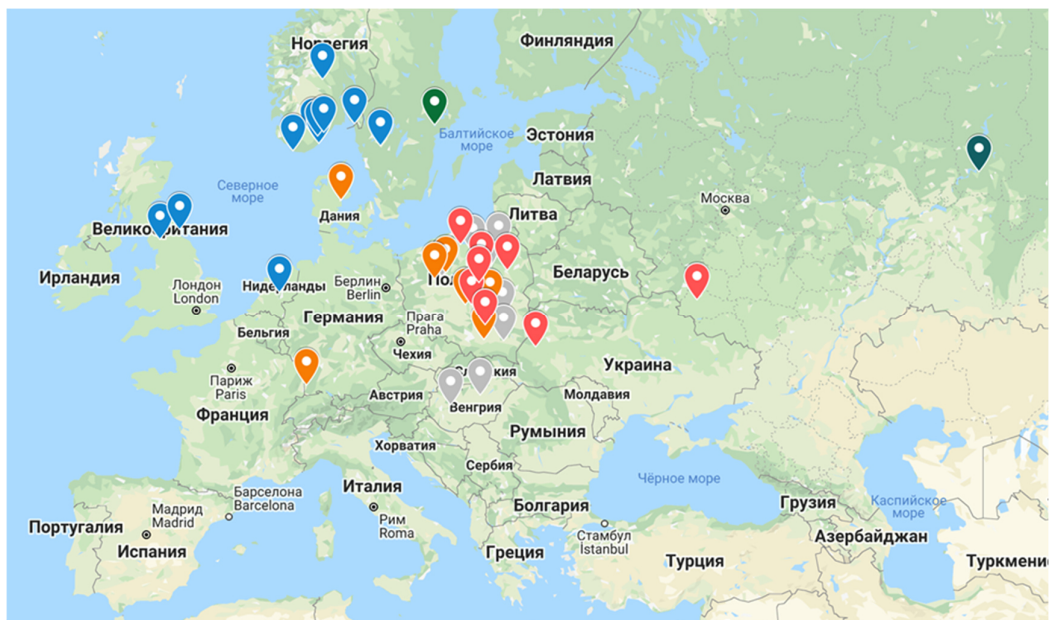 Норвегия
Финляндия
Балтийское
море
Эстония
Латвия
Северное
море
Москва
Дания
Литва
Великобритания
Ирландия
Лондон
London
Нидерланды
Берлин
Berlin
Беларусь
Бельгия
Германия
Прага
Praha
Чехия
Украина
Париж
Paris
Австрия
Молдавия
Венгрия
Франция
Румыния
Хорватия
Сербия
Чёрное море
Италия
Барселона
Barcelona
Мадрид
Madrid
Рим
Roma
Болгария
Грузия
Каспийское
море
Португалия
Испания
Греция
Стамбул
İstanbul
Азербайджан
Турция
Туркмени